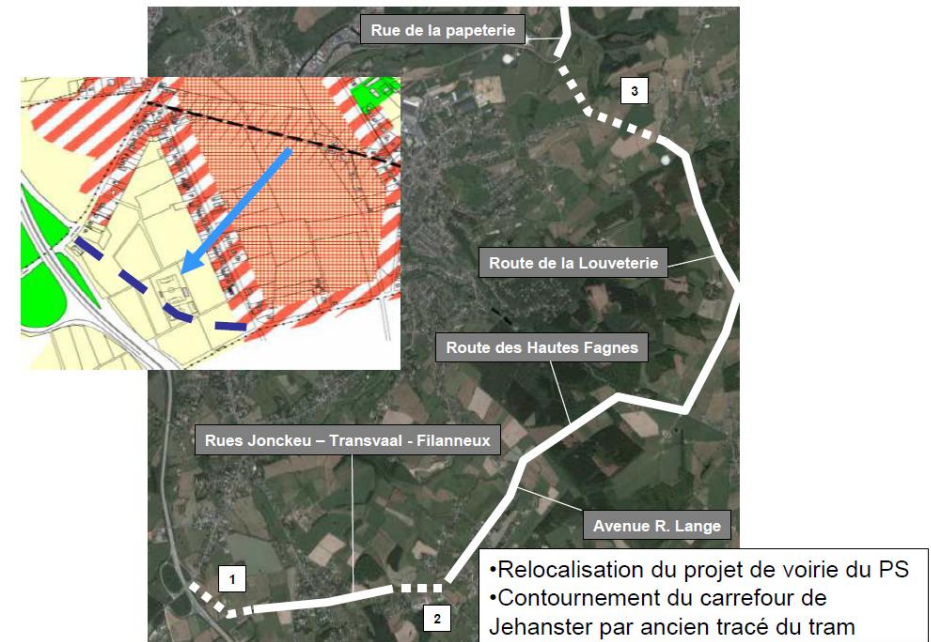 Rue de la papeterie
3
Route de la Louveterie
Route des Hautes Fagnes
Rues Jonckeu – Transvaal - Filanneux
Avenue R. Lange
1
2
•Relocalisation du projet de voirie du PS
•Contournement du carrefour de
Jehanster par ancien tracé du tram